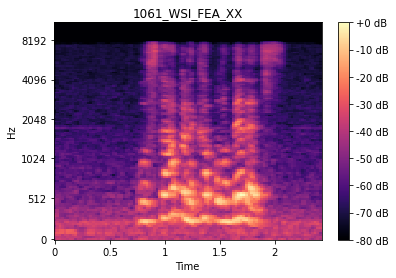 1061_WSI_FEA_XX
+0 dB
8192
-10 dB
4096
-20 dB
-30 dB
2048
Hz
-40 dB
1024
-50 dB
512
-60 dB
-70 dB
0
-80 dB
0 0.5 1 1.5 2
Time